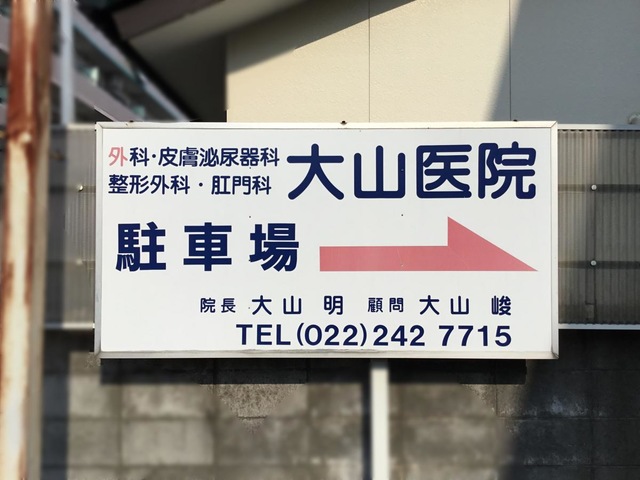 外科・皮膚泌尿器科
整形外科・肛門科
大山医院
駐車場
院長 大山 明 顧問 大山 峻
TEL(022)242 7715